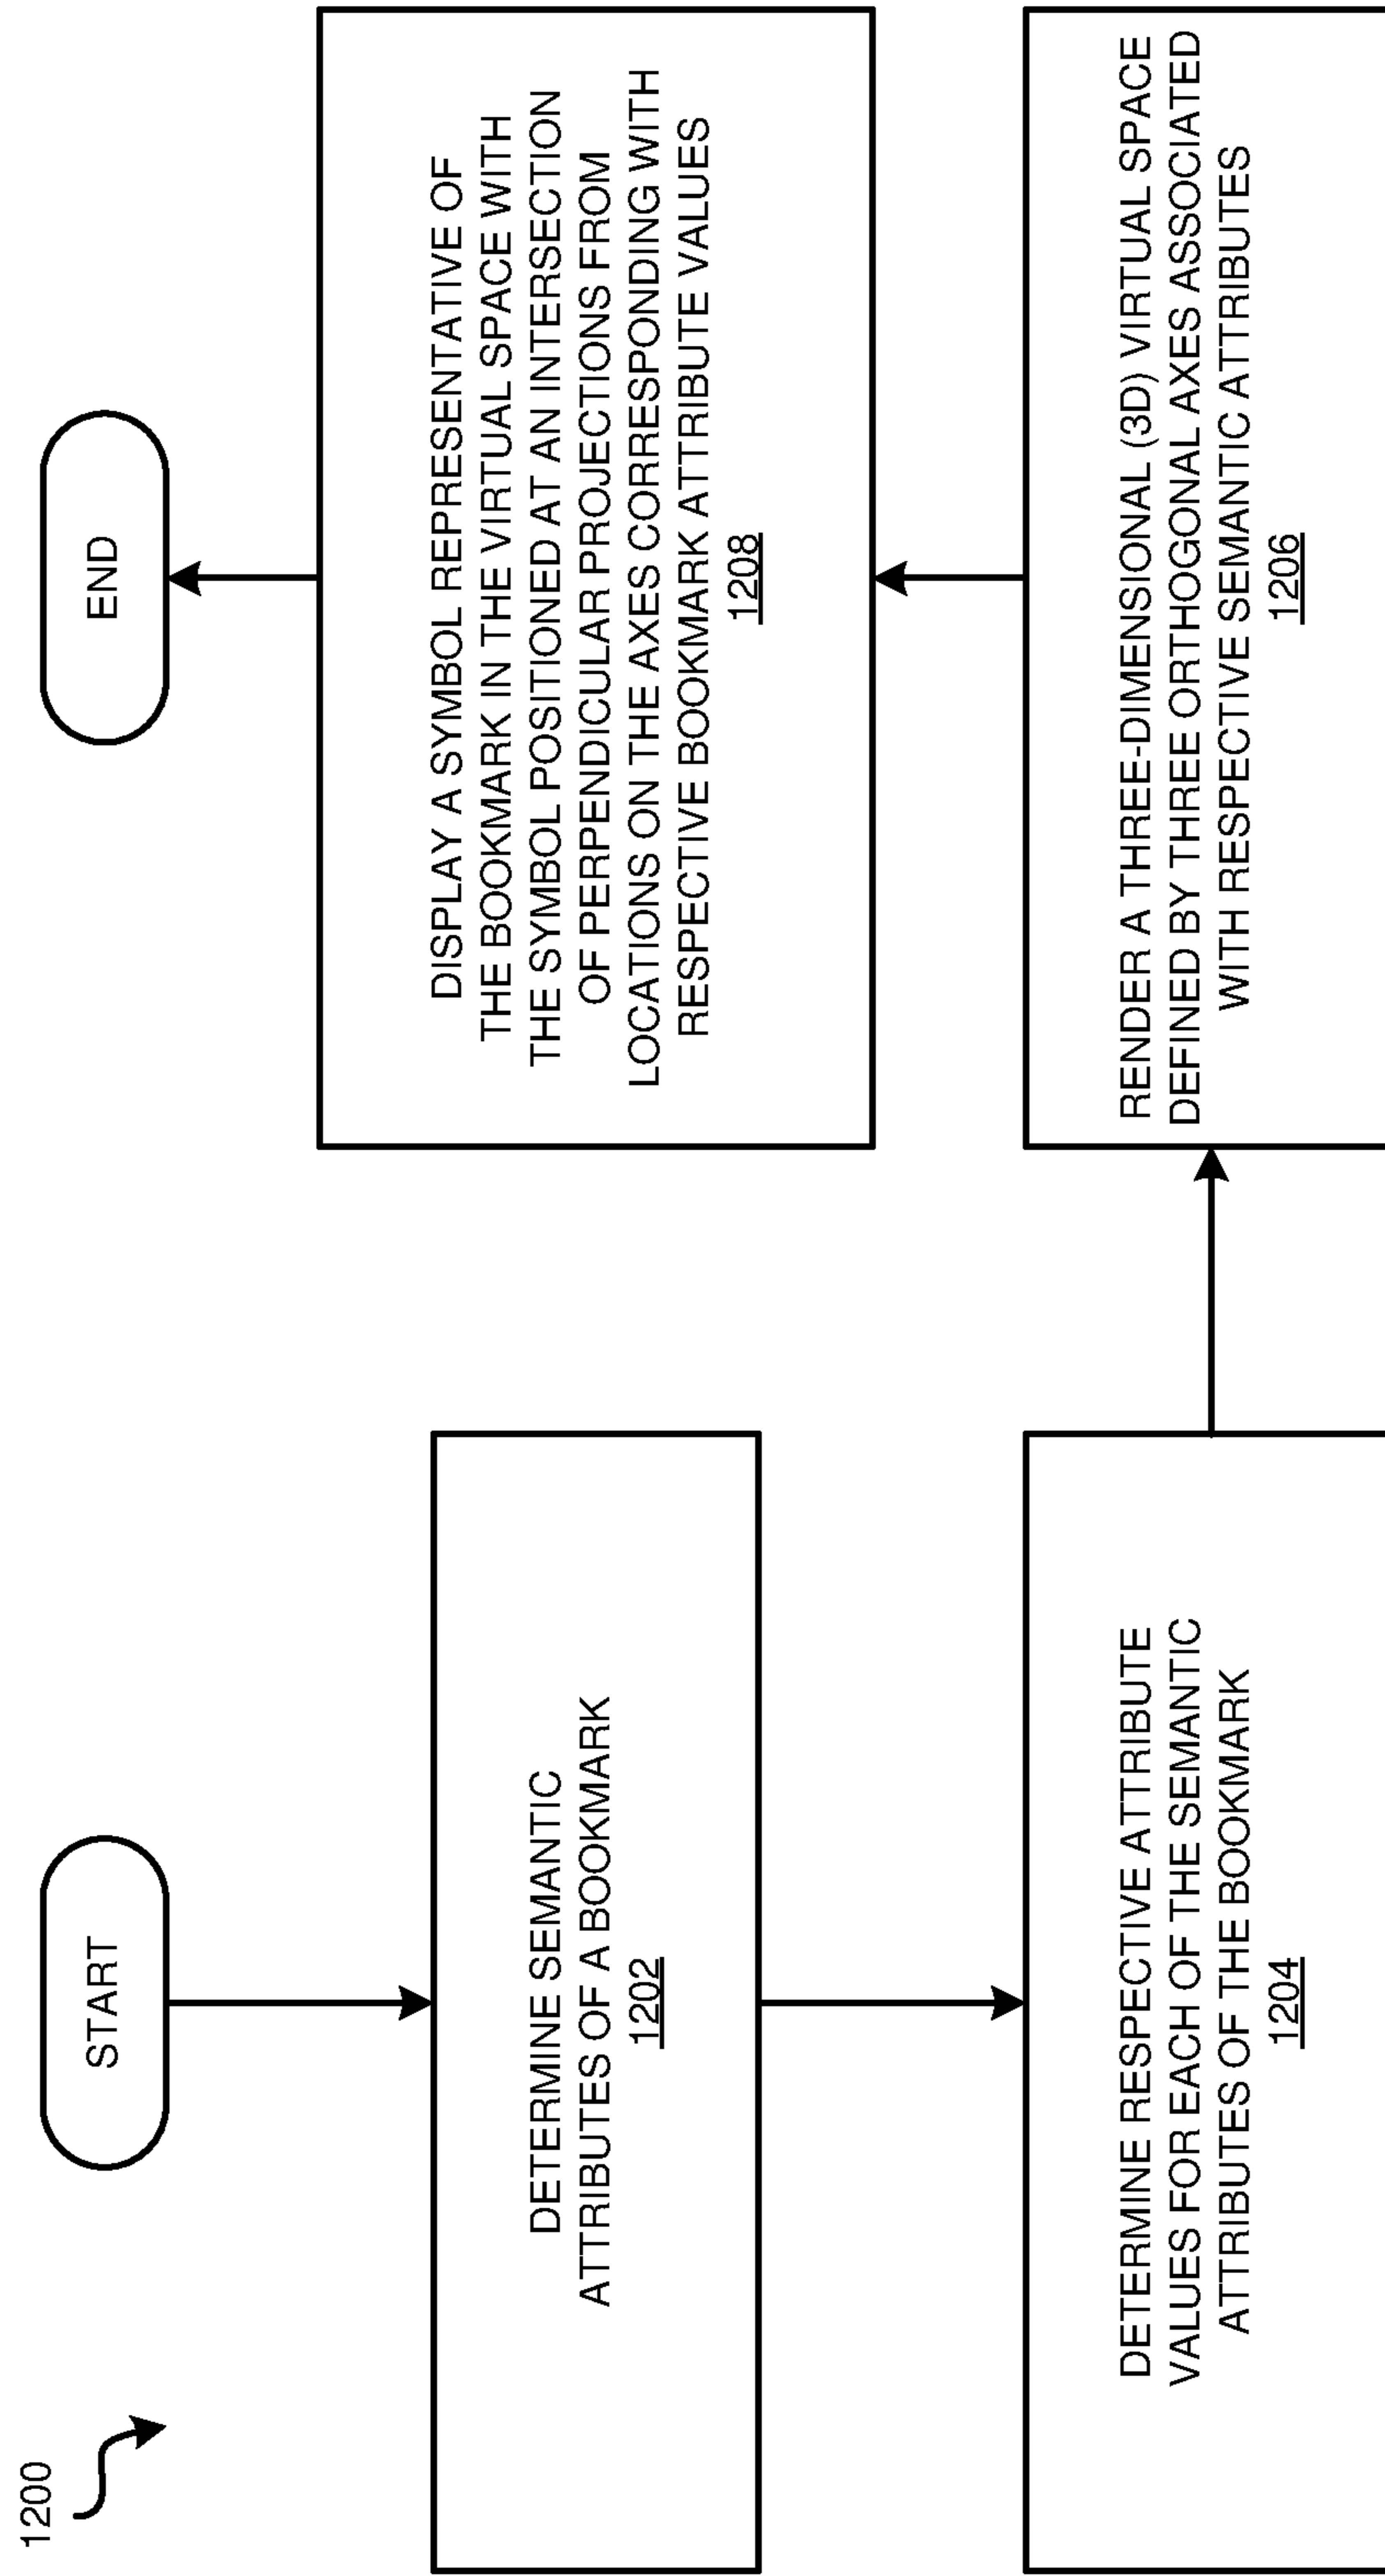 1200
START
DETERMINE SEMANTIC
ATTRIBUTES OF A BOOKMARK
1202
DETERMINE RESPECTIVE ATTRIBUTE
VALUES FOR EACH OF THE SEMANTIC
ATTRIBUTES OF THE BOOKMARK
1204
RENDER A THREE-DIMENSIONAL (3D) VIRTUAL SPACE
DEFINED BY THREE ORTHOGONAL AXES ASSOCIATED
WITH RESPECTIVE SEMANTIC ATTRIBUTES
1206
DISPLAY A SYMBOL REPRESENTATIVE OF
THE BOOKMARK IN THE VIRTUAL SPACE WITH
THE SYMBOL POSITIONED AT AN INTERSECTION
OF PERPENDICULAR PROJECTIONS FROM
LOCATIONS ON THE AXES CORRESPONDING WITH
RESPECTIVE BOOKMARK ATTRIBUTE VALUES
1208
END